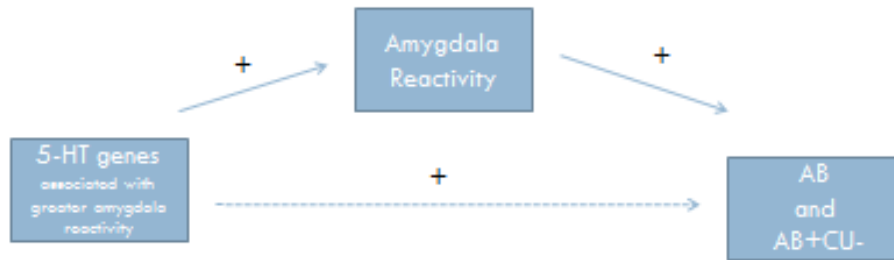 Amygdala
Reactivity
+
+
5-HT genes
associated with
greater amygdala
reactivity
+
AB
and
AB+CU-